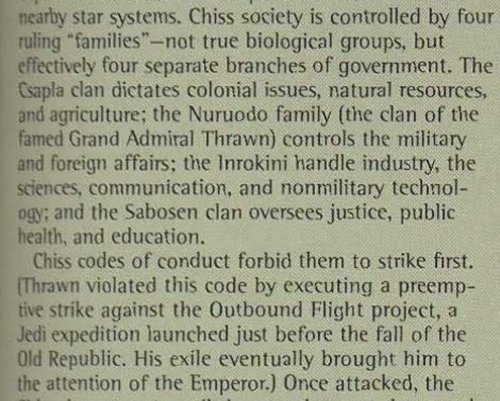 nearby star systems. Chiss society is controlled by four
ruling "families"—not true biological groups, but
effectively four separate branches of government. The
Csapla clan dictates colonial issues, natural resources,
and agriculture; the Nuruodo family (the clan of the
famed Grand Admiral Thrawn) controls the military
and foreign affairs; the Inrokini handle industry, the
sciences, communication, and nonmilitary technol-
ogy; and the Sabosen clan oversees justice, public
health, and education.
Chiss codes of conduct forbid them to strike first.
(Thrawn violated this code by executing a preemp-
tive strike against the Outbound Flight project, a
Jedi expedition launched just before the fall of the
Old Republic. His exile eventually brought him to
the attention of the Emperor.) Once attacked, the